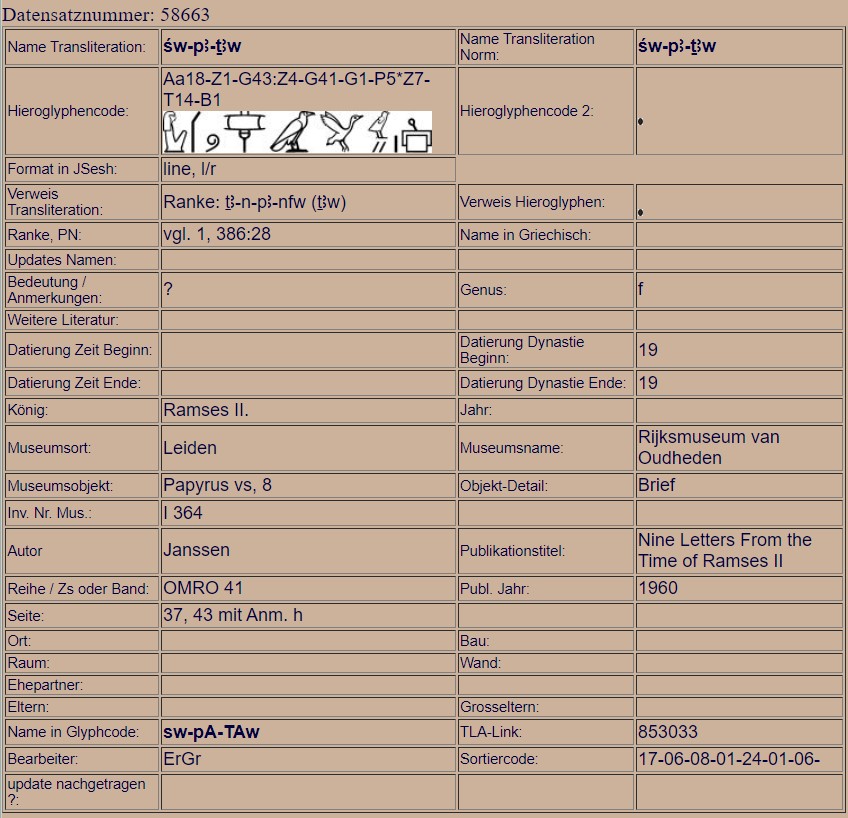 Datensatznummer: 58663
Name Transliteration: św-pꜣ-ṯꜣw Name Transliteration Norm: św-pꜣ-ṯꜣw
Hieroglyphencode: Aa18-Z1-G43:Z4-G41-G1-P5*Z7-T14-B1 Hieroglyphencode 2:
Format in JSesh: line, l/r
Verweis Transliteration: Ranke: ṯꜣ-n-pꜣ-nfw (ṯꜣw) Verweis Hieroglyphen:
Ranke, PN: vgl. 1, 386:28 Name in Griechisch:
Updates Namen:
Bedeutung / Anmerkungen: ? Genus: f
Weitere Literatur:
Datierung Zeit Beginn: Datierung Dynastie Beginn: 19
Datierung Zeit Ende: Datierung Dynastie Ende: 19
König: Ramses II. Jahr:
Museumsort: Leiden Museumsname: Rijksmuseum van Oudheden
Museumsobjekt: Papyrus vs, 8 Objekt-Detail: Brief
Inv. Nr. Mus.: I 364
Autor Janssen Publikationstitel: Nine Letters From the Time of Ramses II
Reihe / Zs oder Band: OMRO 41 Publ. Jahr: 1960
Seite: 37, 43 mit Anm. h
Ort: Bau:
Raum: Wand:
Ehepartner:
Eltern: Grosseltern:
Name in Glyphcode: sw-pA-TAw TLA-Link: 853033
Bearbeiter: ErGr Sortiercode: 17-06-08-01-24-01-06-
update nachgetragen ?: